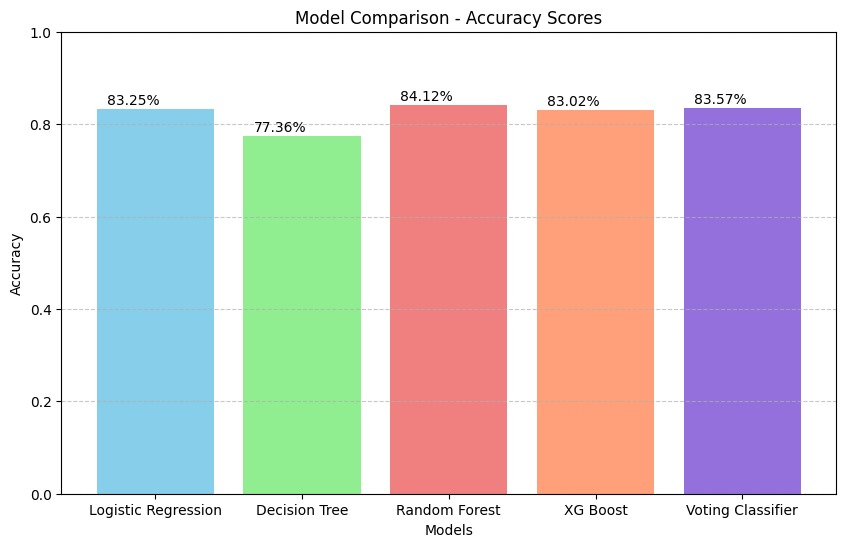 Model Comparison - Accuracy Scores
1.0
0.8
0.6
0.4
0.2
0.0
Accuracy
83.25%
77.36%
84.12%
83.02%
83.57%
Logistic Regression
Decision Tree
Random Forest
XG Boost
Voting Classifier
Models